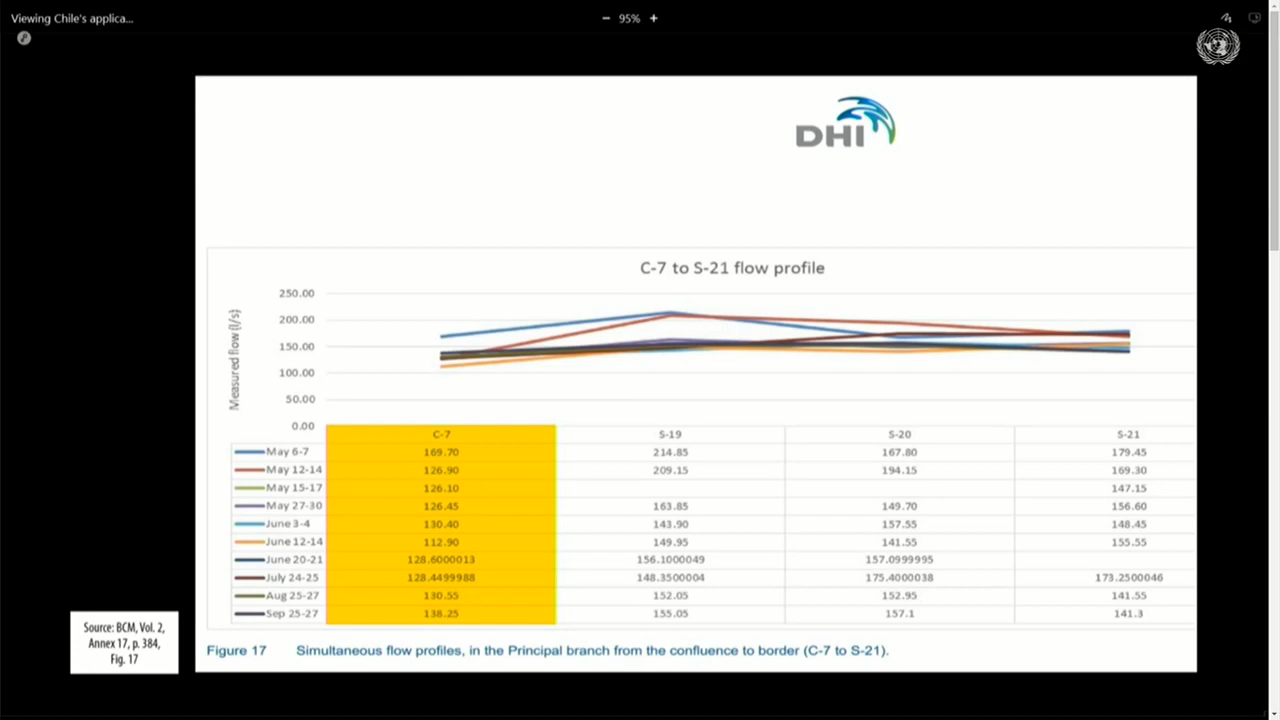 Viewing Chile's applica...
− 95% +
DHI
C-7 to S-21 flow profile
Measured flow (l/s)
250.00
200.00
150.00
100.00
50.00
0.00
C-7 S-19 S-20 S-21
May 6-7 169.70 214.85 167.80 179.45
May 12-14 126.90 209.15 194.15 169.30
May 15-17 126.10 147.15
May 27-30 126.45 163.85 149.70 156.60
June 3-4 130.40 143.90 157.55 148.45
June 12-14 112.90 149.95 141.55 155.55
June 20-21 128.6000013 156.1000049 157.0999995
July 24-25 128.4499988 148.3500004 175.4000038 173.2500046
Aug 25-27 130.55 152.05 152.95 141.55
Sep 25-27 138.25 155.05 157.1 141.3
Figure 17 Simultaneous flow profiles, in the Principal branch from the confluence to border (C-7 to S-21).
Source: BCM, Vol. 2,
Annex 17, p. 384,
Fig. 17